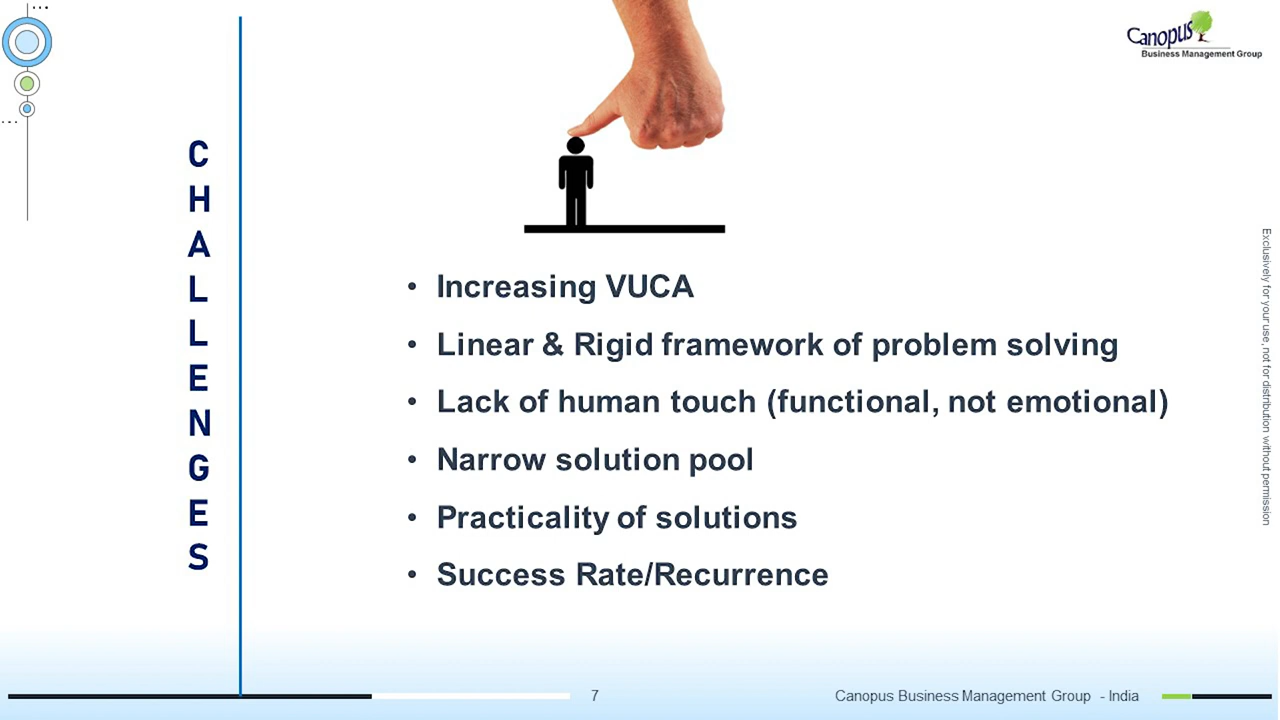 Canopus
Business Management Group
C
H
A
L
L
E
N
G
E
S
• Increasing VUCA
• Linear & Rigid framework of problem solving
• Lack of human touch (functional, not emotional)
• Narrow solution pool
• Practicality of solutions
• Success Rate/Recurrence
Exclusively for your use, not for distribution without permission
7
Canopus Business Management Group - India